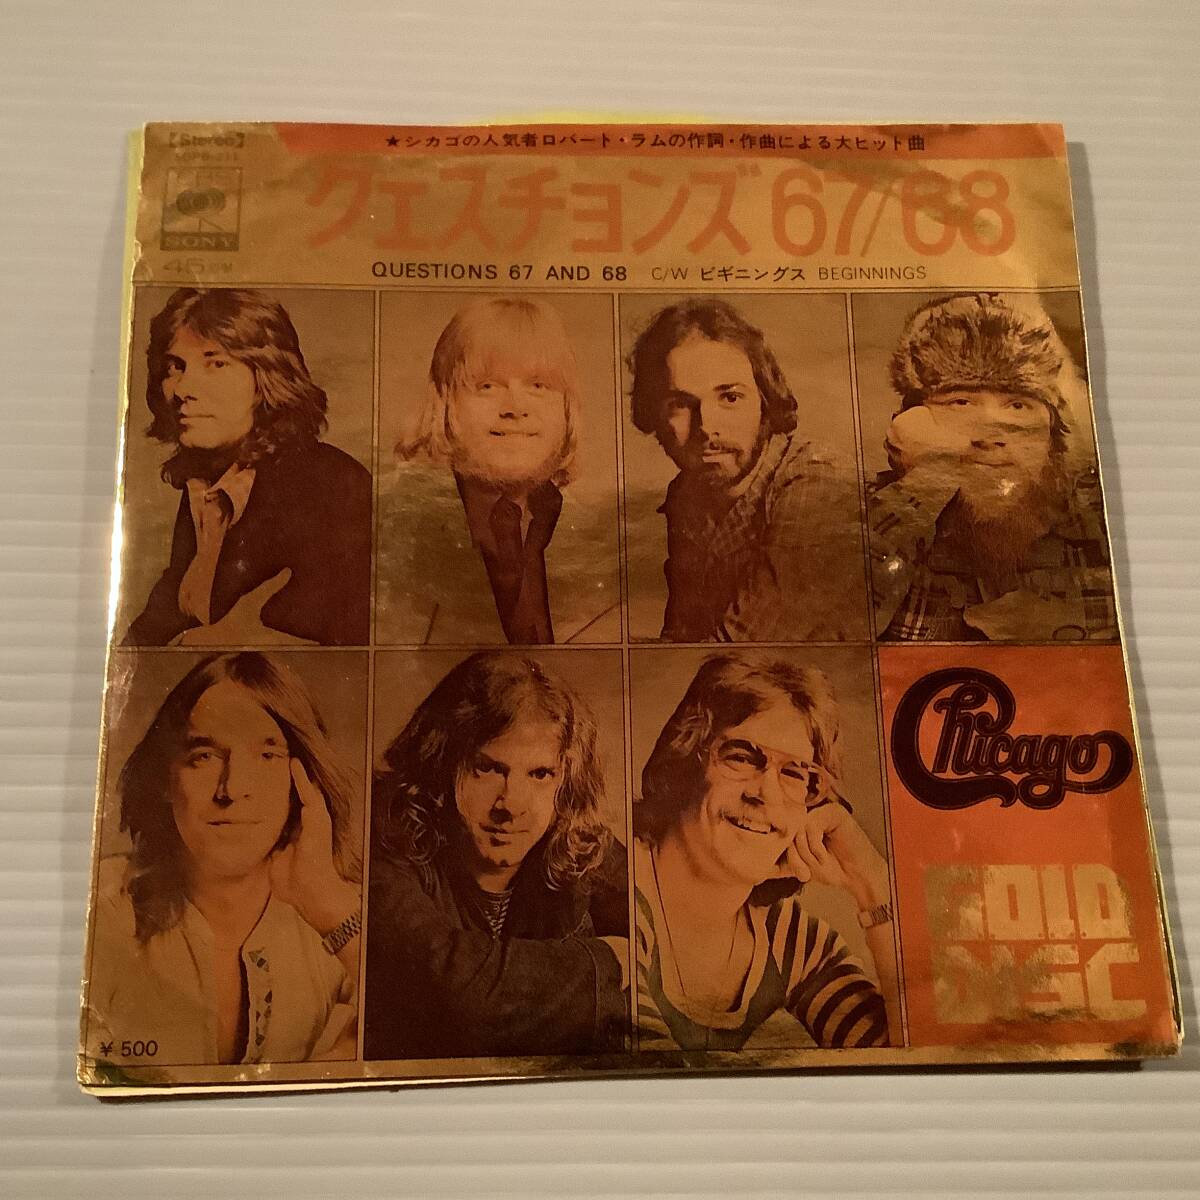 【Stereo】
★シカゴの人気者ロバート・ラムの作詞・作曲による大ヒット曲
CBS
SONY
45RPM
クエスチョンズ67/68
QUESTIONS 67 AND 68 C/W ビギニングス BEGINNINGS
Chicago
GOLD
DISC
¥500